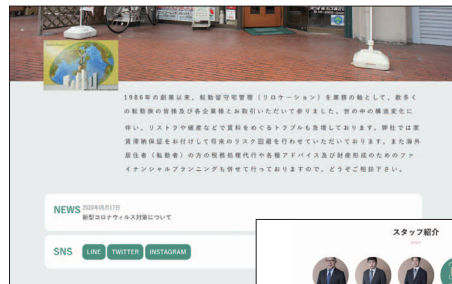 1986年の創業以来、転勤留守宅管理（リロケーション）を業務の軸として、数多く
の転勤族の皆様及び各企業様とお取引いただいて参りました。世の中の構造変化に
伴い、リストラや破産などで賃料をめぐるトラブルも急増しております。弊社では家
賃滞納保証をお付けして将来のリスク回避を行わせていただいております。また海外
居住者（転勤者）の方の税務処理代行や各種アドバイス及び財産形成のためのファ
イナンシャルプランニングも併せて行っておりますので、どうぞご相談下さい。
NEWS 2020年05月17日
新型コロナウィルス対策について
SNS LINE TWITTER INSTAGRAM
スタッフ紹介